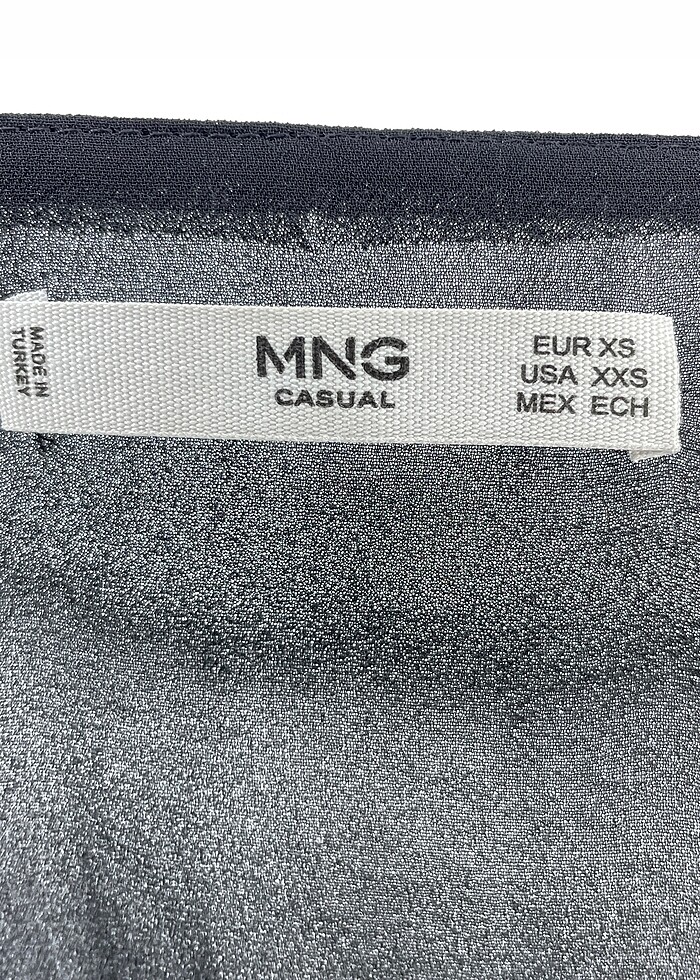 MADE IN
TURKEY
MNG
CASUAL
EUR XS
USA XXS
MEX ECH